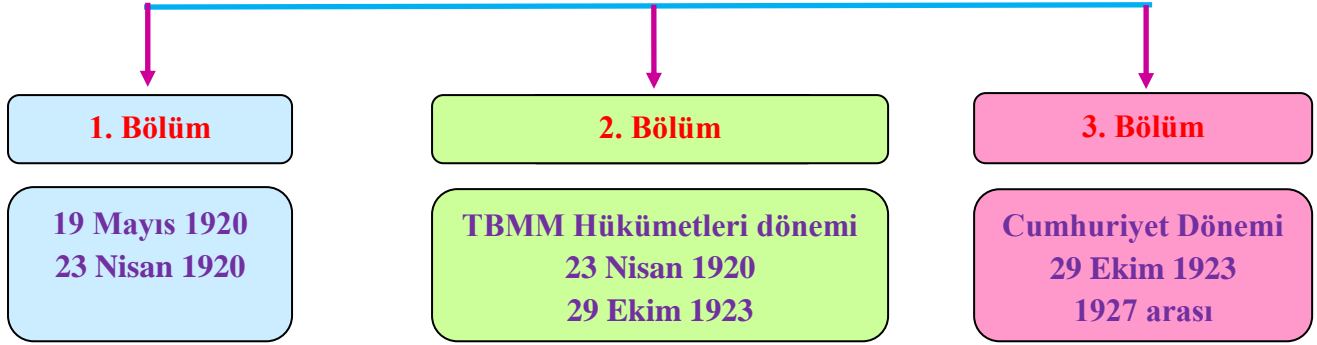 1. Bölüm
19 Mayıs 1920
23 Nisan 1920
2. Bölüm
TBMM Hükümetleri dönemi
23 Nisan 1920
29 Ekim 1923
3. Bölüm
Cumhuriyet Dönemi
29 Ekim 1923
1927 arası